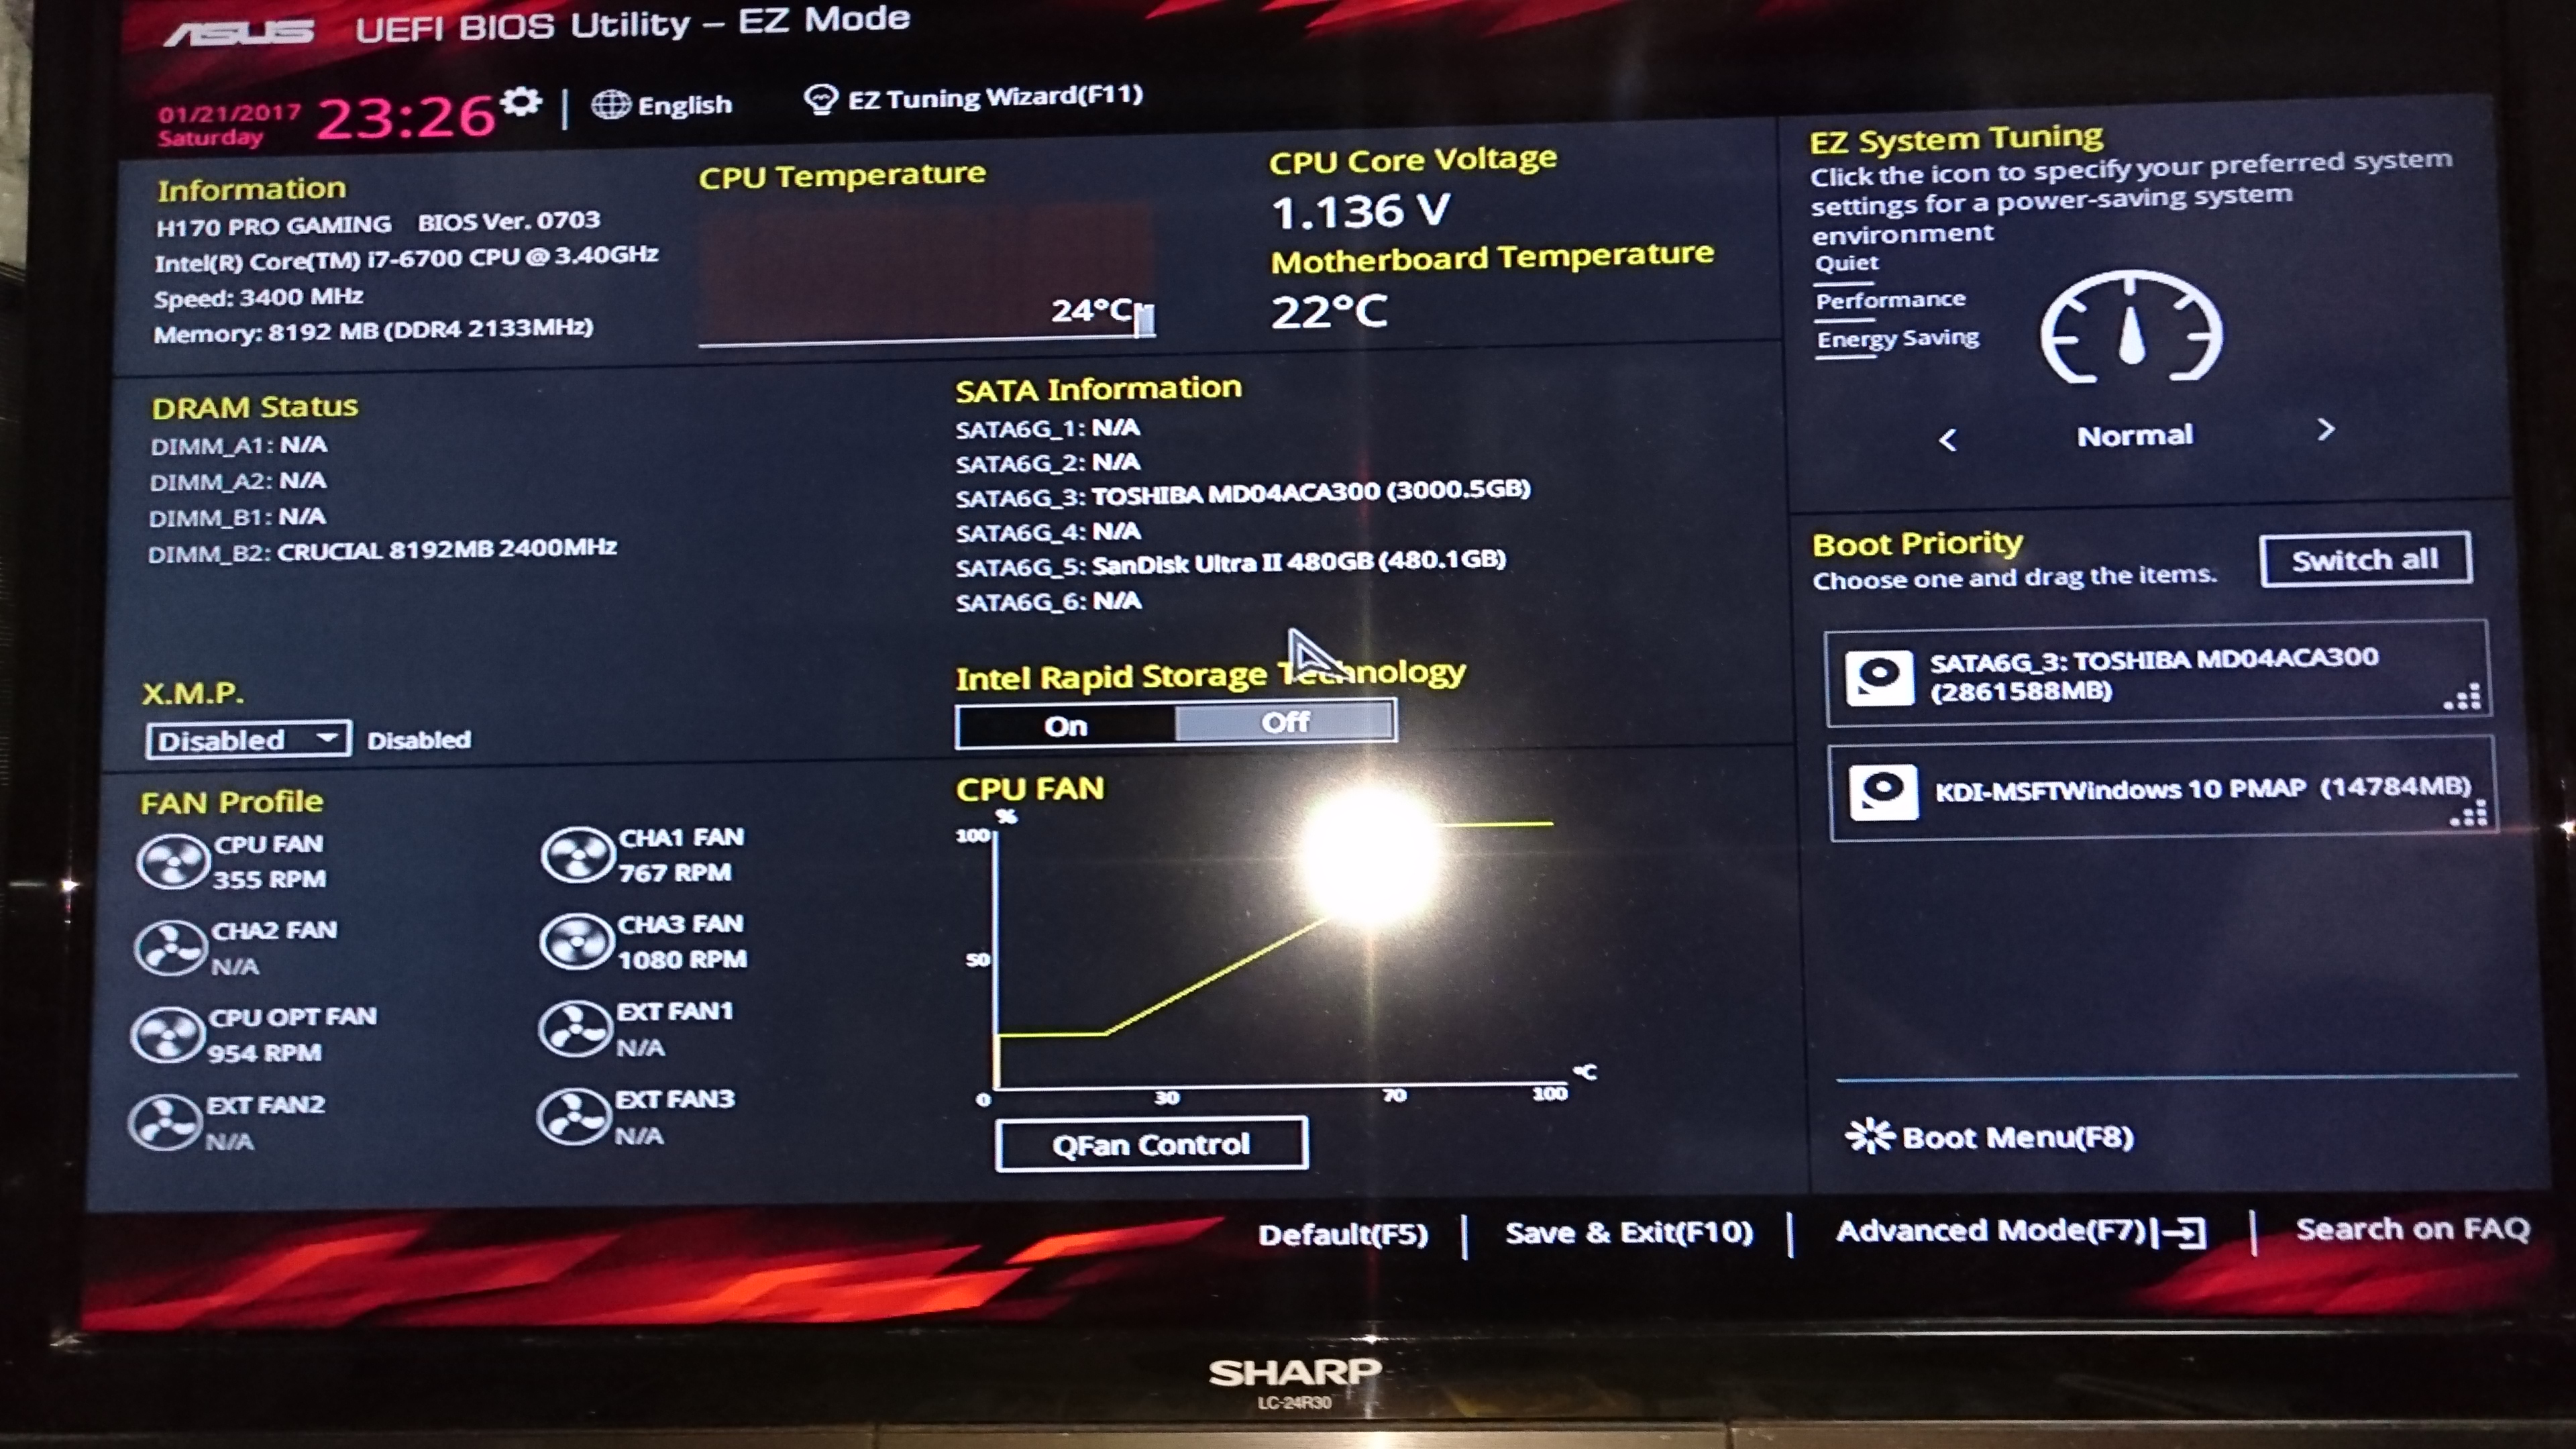 ASUS UEFI BIOS Utility – EZ Mode
01/21/2017
Saturday
23:26
English
EZ Tuning Wizard(F11)
Information
H170 PRO GAMING BIOS Ver. 0703
Intel(R) Core(TM) i7-6700 CPU @ 3.40GHz
Speed: 3400 MHz
Memory: 8192 MB (DDR4 2133MHz)
CPU Temperature
24°C
CPU Core Voltage
1.136 V
Motherboard Temperature
22°C
EZ System Tuning
Click the icon to specify your preferred system
settings for a power-saving system
environment
Quiet
Performance
Energy Saving
<
Normal
>
DRAM Status
DIMM_A1: N/A
DIMM_A2: N/A
DIMM_B1: N/A
DIMM_B2: CRUCIAL 8192MB 2400MHz
SATA Information
SATA6G_1: N/A
SATA6G_2: N/A
SATA6G_3: TOSHIBA MD04ACA300 (3000.5GB)
SATA6G_4: N/A
SATA6G_5: SanDisk Ultra II 480GB (480.1GB)
SATA6G_6: N/A
X.M.P.
Disabled
Disabled
Intel Rapid Storage Technology
On
Off
Boot Priority
Choose one and drag the items.
Switch all
SATA6G_3: TOSHIBA MD04ACA300
(2861588MB)
KDI-MSFTWindows 10 PMAP (14784MB)
FAN Profile
CPU FAN
355 RPM
CHA1 FAN
767 RPM
CHA2 FAN
N/A
CHA3 FAN
1080 RPM
CPU OPT FAN
954 RPM
EXT FAN1
N/A
EXT FAN2
N/A
EXT FAN3
N/A
CPU FAN
%
100
50
0
30
70
100
°C
QFan Control
Boot Menu(F8)
Default(F5)
Save & Exit(F10)
Advanced Mode(F7)
Search on FAQ
SHARP
LC-24R30